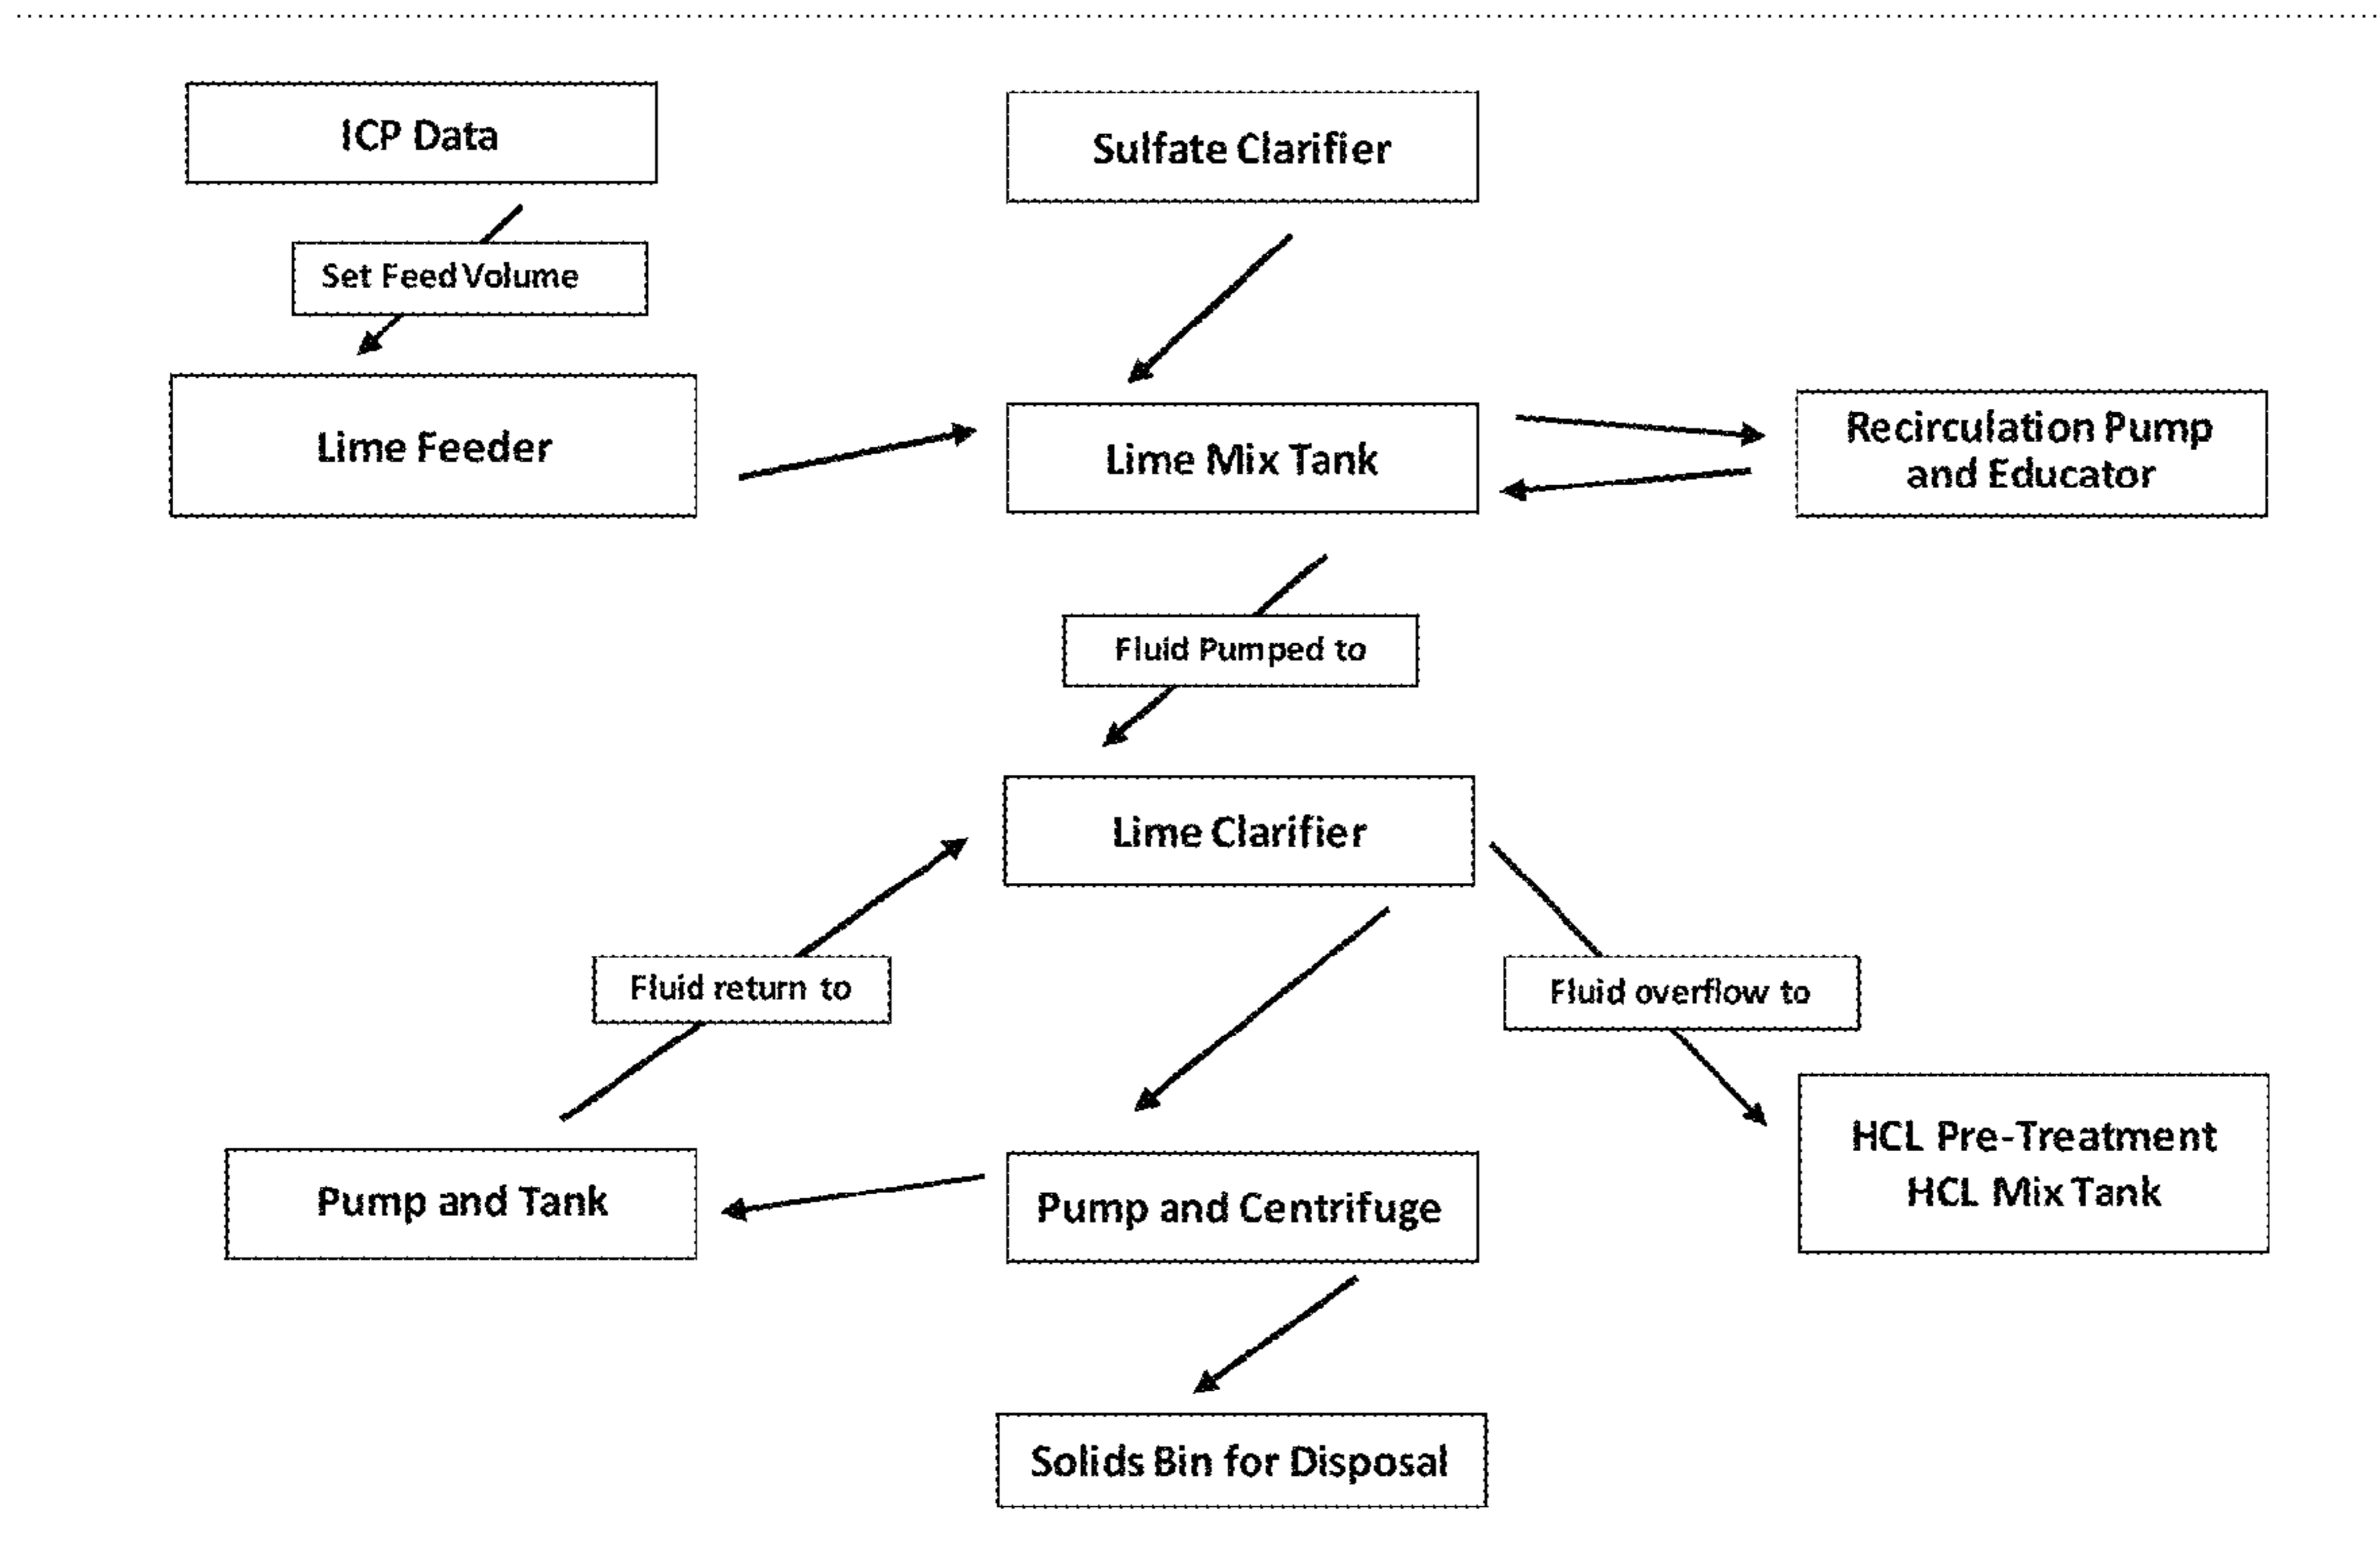 ICP Data
Sulfate Clarifier
Set Feed Volume
Lime Feeder
Lime Mix Tank
Recirculation Pump
and Educator
Fluid Pumped to
Lime Clarifier
Fluid return to
Fluid overflow to
Pump and Tank
Pump and Centrifuge
HCL Pre-Treatment
HCL Mix Tank
Solids Bin for Disposal